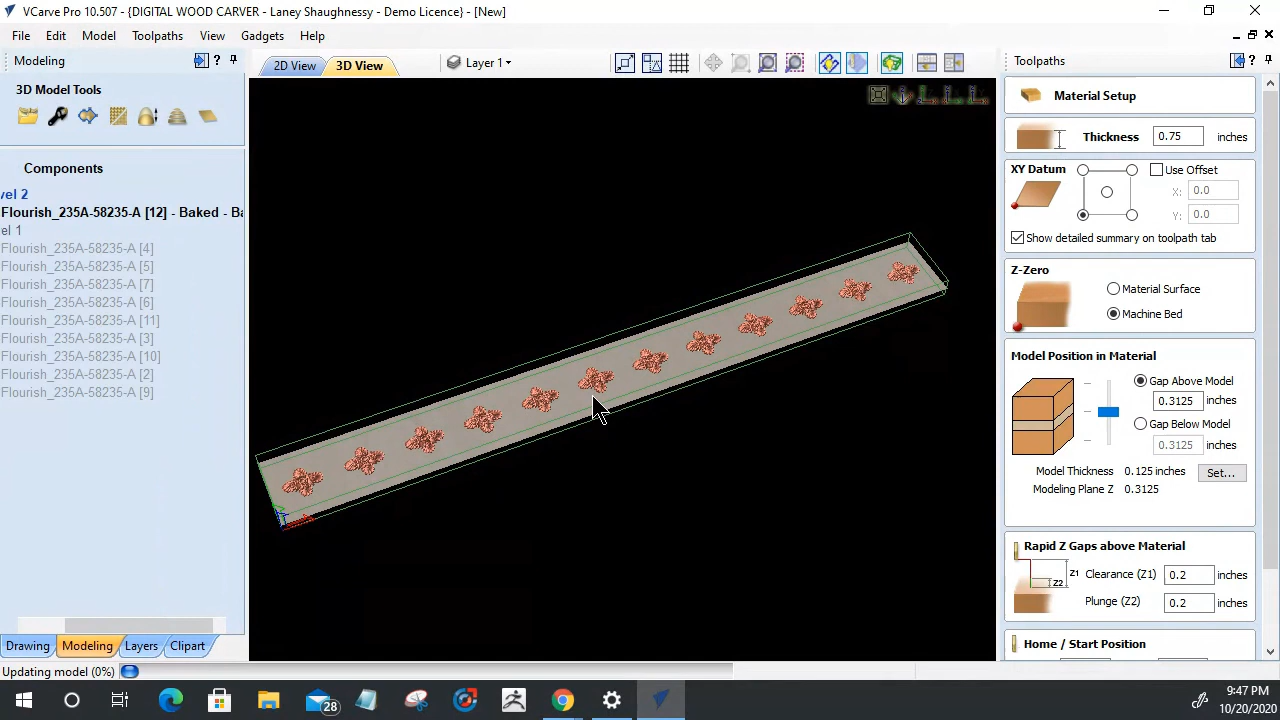 VCarve Pro 10.507 - {DIGITAL WOOD CARVER - Laney Shaughnessy - Demo Licence} - [New]
File Edit Model Toolpaths View Gadgets Help
Modeling
2D View 3D View Layer 1
Toolpaths
3D Model Tools
Components
vel 2
Flourish_235A-58235-A [12] - Baked - Ba
el 1
Flourish_235A-58235-A [4]
Flourish_235A-58235-A [5]
Flourish_235A-58235-A [7]
Flourish_235A-58235-A [6]
Flourish_235A-58235-A [11]
Flourish_235A-58235-A [3]
Flourish_235A-58235-A [10]
Flourish_235A-58235-A [2]
Flourish_235A-58235-A [9]
Drawing Modeling Layers Clipart
Material Setup
Thickness 0.75 inches
XY Datum Use Offset
X: 0.0
Y: 0.0
Show detailed summary on toolpath tab
Z-Zero
Material Surface
Machine Bed
Model Position in Material
Gap Above Model
0.3125 inches
Gap Below Model
0.3125 inches
Model Thickness 0.125 inches Set...
Modeling Plane Z 0.3125
Rapid Z Gaps above Material
Z1 Clearance (Z1) 0.2 inches
Z2 Plunge (Z2) 0.2 inches
Home / Start Position
Updating model (0%)
28
9:47 PM
10/20/2020